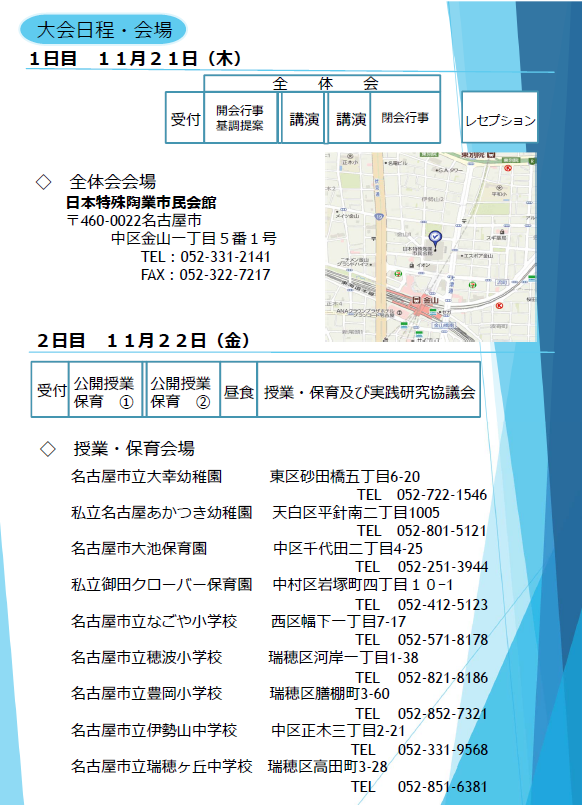 大会日程・会場
1日目　11月21日（木）
全　体　会
受付
開会行事
基調提案
講演
講演
閉会行事
レセプション
◇　全体会会場
日本特殊陶業市民会館
〒460-0022名古屋市
中区金山一丁目５番１号
TEL：052-331-2141
FAX：052-322-7217
金山
イオン
2日目　11月22日（金）
受付
公開授業
保育　①
公開授業
保育　②
昼食
授業・保育及び実践研究協議会
◇　授業・保育会場
名古屋市立大幸幼稚園　東区砂田橋五丁目6-20
TEL　052-722-1546
私立名古屋あかつき幼稚園　天白区平針南二丁目1005
TEL　052-801-5121
名古屋市大池保育園　中区千代田二丁目4-25
TEL　052-251-3944
私立御田クローバー保育園　中村区岩塚町四丁目１０−1
TEL　052-412-5123
名古屋市立なごや小学校　西区幅下一丁目7-17
TEL　052-571-8178
名古屋市立穂波小学校　瑞穂区河岸一丁目1-38
TEL　052-821-8186
名古屋市立豊岡小学校　瑞穂区膳棚町3-60
TEL　052-852-7321
名古屋市立伊勢山中学校　中区正木三丁目2-21
TEL　052-331-9568
名古屋市立瑞穂ヶ丘中学校　瑞穂区高田町3-28
TEL　052-851-6381